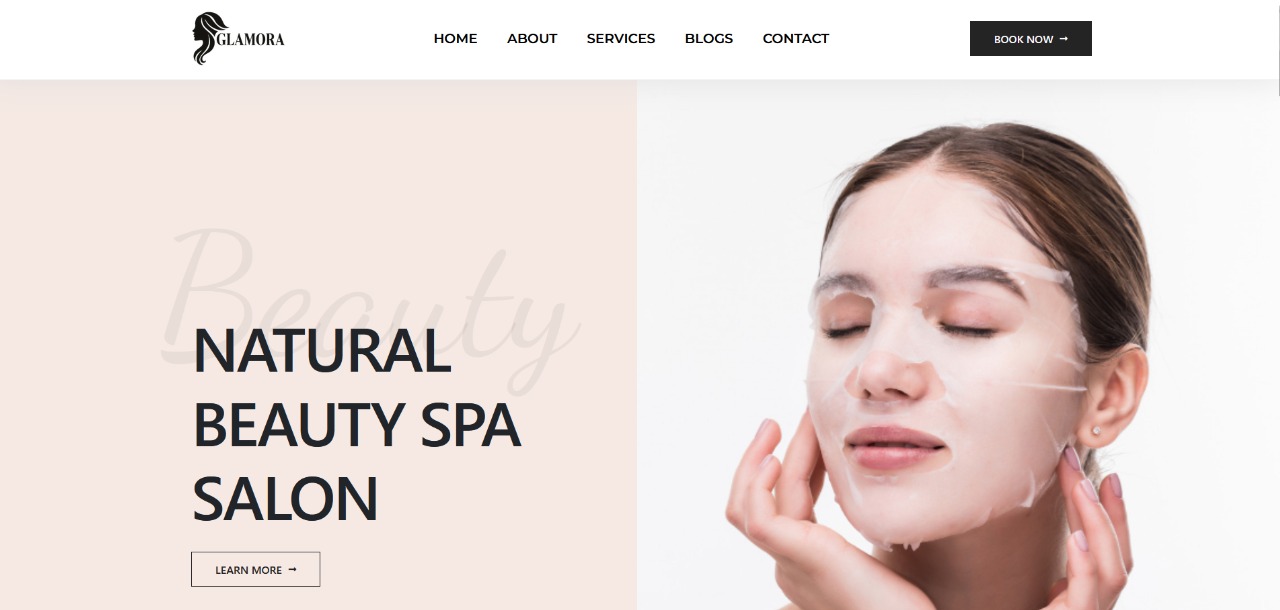 GLAMORA
HOME ABOUT SERVICES BLOGS CONTACT
BOOK NOW →
Beauty
NATURAL
BEAUTY SPA
SALON
LEARN MORE →